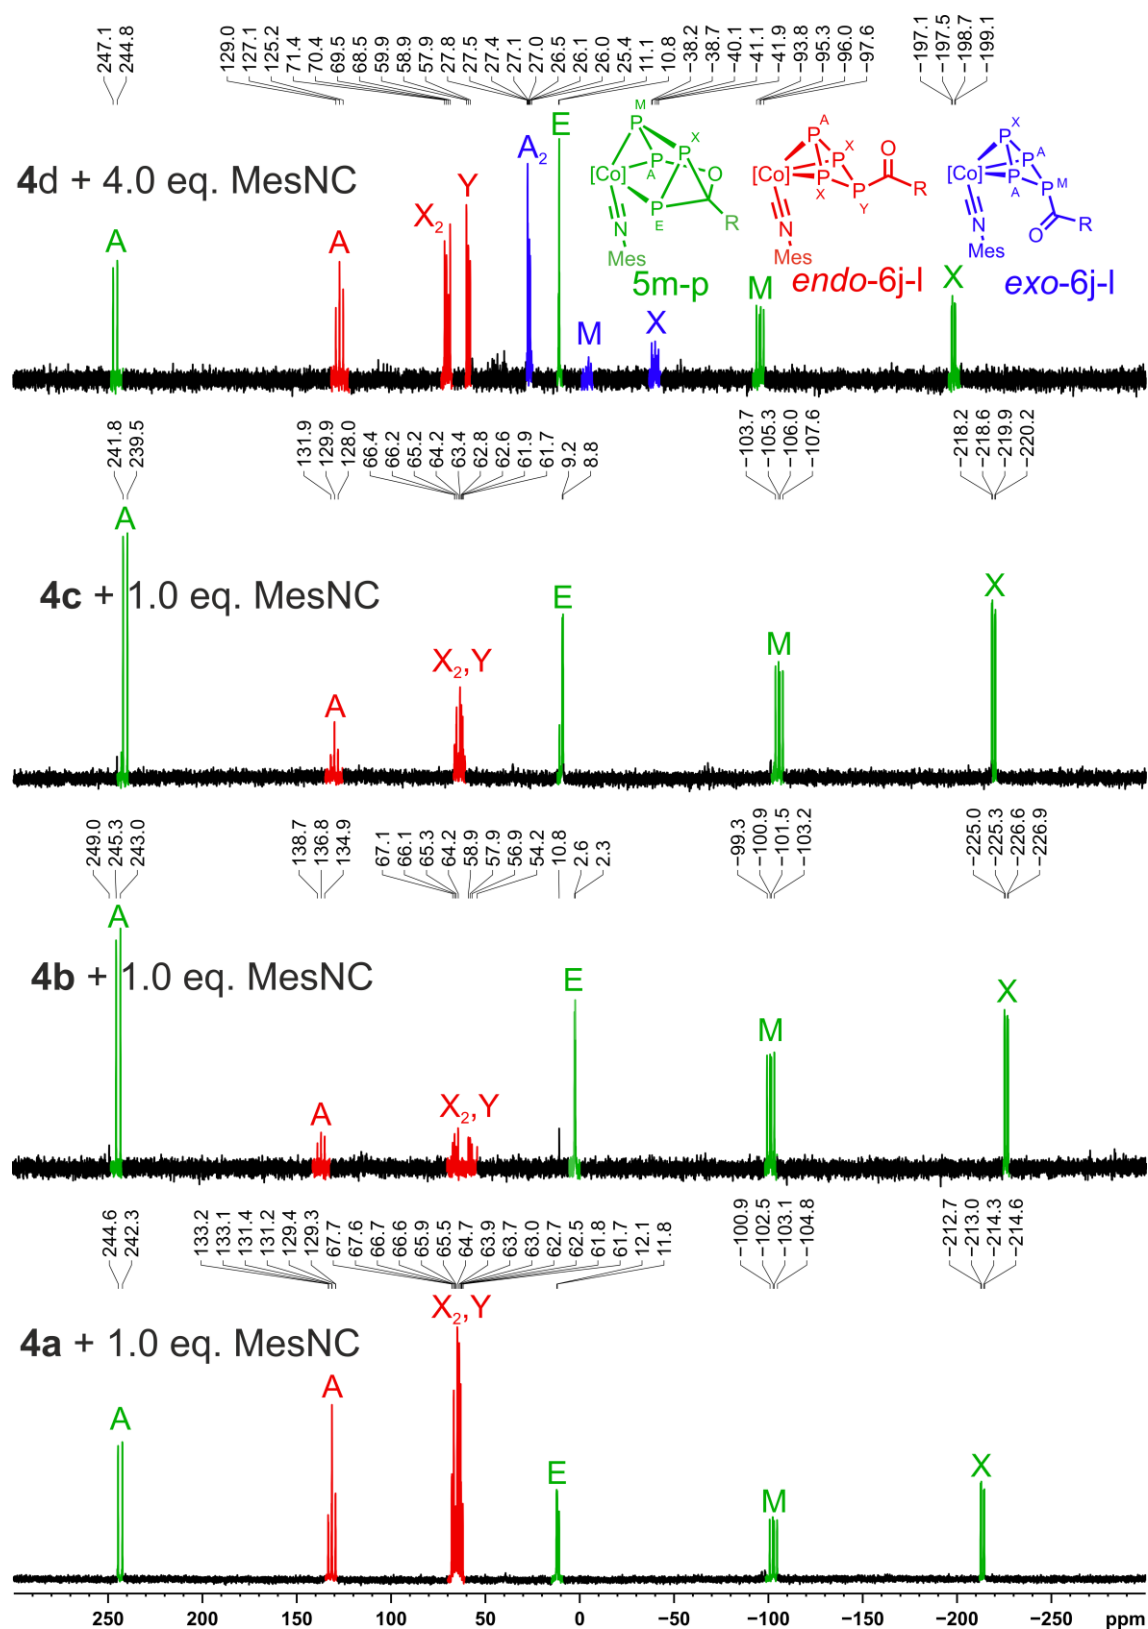 247.1 244.8 129.0 127.1 125.2 71.4 70.4 69.5 68.5 59.9 58.9 57.9 27.8 27.5 27.4 27.1 27.0 26.5 26.1 26.0 25.4 11.1 10.8 −38.2 −38.7 −40.1 −41.1 −41.9 −93.8 −95.3 −96.0 −97.6 −197.1 −197.5 −198.7 −199.1
4d + 4.0 eq. MesNC
A A X₂ Y A₂ E M X M X
M P P X [Co] P A O P E R C N Mes
5m-p
P A P X [Co] P X P Y O R C N Mes
endo-6j-l
X P P A [Co] P A P M O R C N Mes
exo-6j-l
241.8 239.5 131.9 129.9 128.0 66.4 66.2 65.2 64.2 63.4 62.8 62.6 61.9 61.7 9.2 8.8 −103.7 −105.3 −106.0 −107.6 −218.2 −218.6 −219.9 −220.2
4c + 1.0 eq. MesNC
A A X₂,Y E M X
249.0 245.3 243.0 138.7 136.8 134.9 67.1 66.1 65.3 64.2 58.9 57.9 56.9 54.2 10.8 2.6 2.3 −99.3 −100.9 −101.5 −103.2 −225.0 −225.3 −226.6 −226.9
4b + 1.0 eq. MesNC
A A X₂,Y E M X
244.6 242.3 133.2 133.1 131.4 131.2 129.4 129.3 67.7 67.6 66.7 66.6 65.9 65.5 64.7 63.9 63.7 63.0 62.7 62.5 61.8 61.7 12.1 11.8 −100.9 −102.5 −103.1 −104.8 −212.7 −213.0 −214.3 −214.6
4a + 1.0 eq. MesNC
A A X₂,Y E M X
250 200 150 100 50 0 −50 −100 −150 −200 −250 ppm